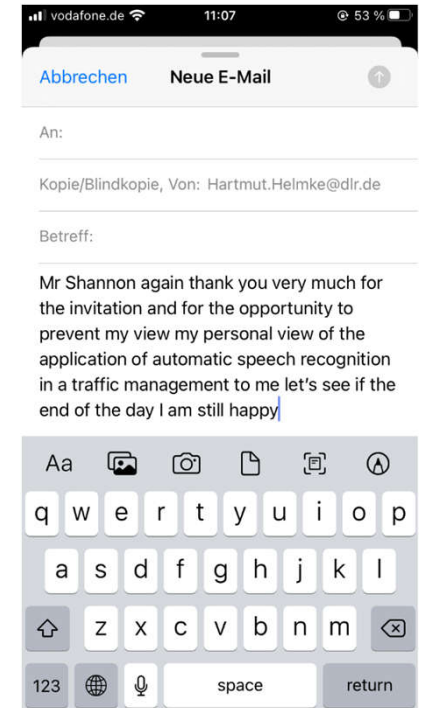 vodafone.de 11:07 53 %
Abbrechen Neue E-Mail
An:
Kopie/Blindkopie, Von: Hartmut.Helmke@dlr.de
Betreff:
Mr Shannon again thank you very much for
the invitation and for the opportunity to
prevent my view my personal view of the
application of automatic speech recognition
in a traffic management to me let's see if the
end of the day I am still happy
Aa
q w e r t y u i o p
a s d f g h j k l
z x c v b n m
123 space return